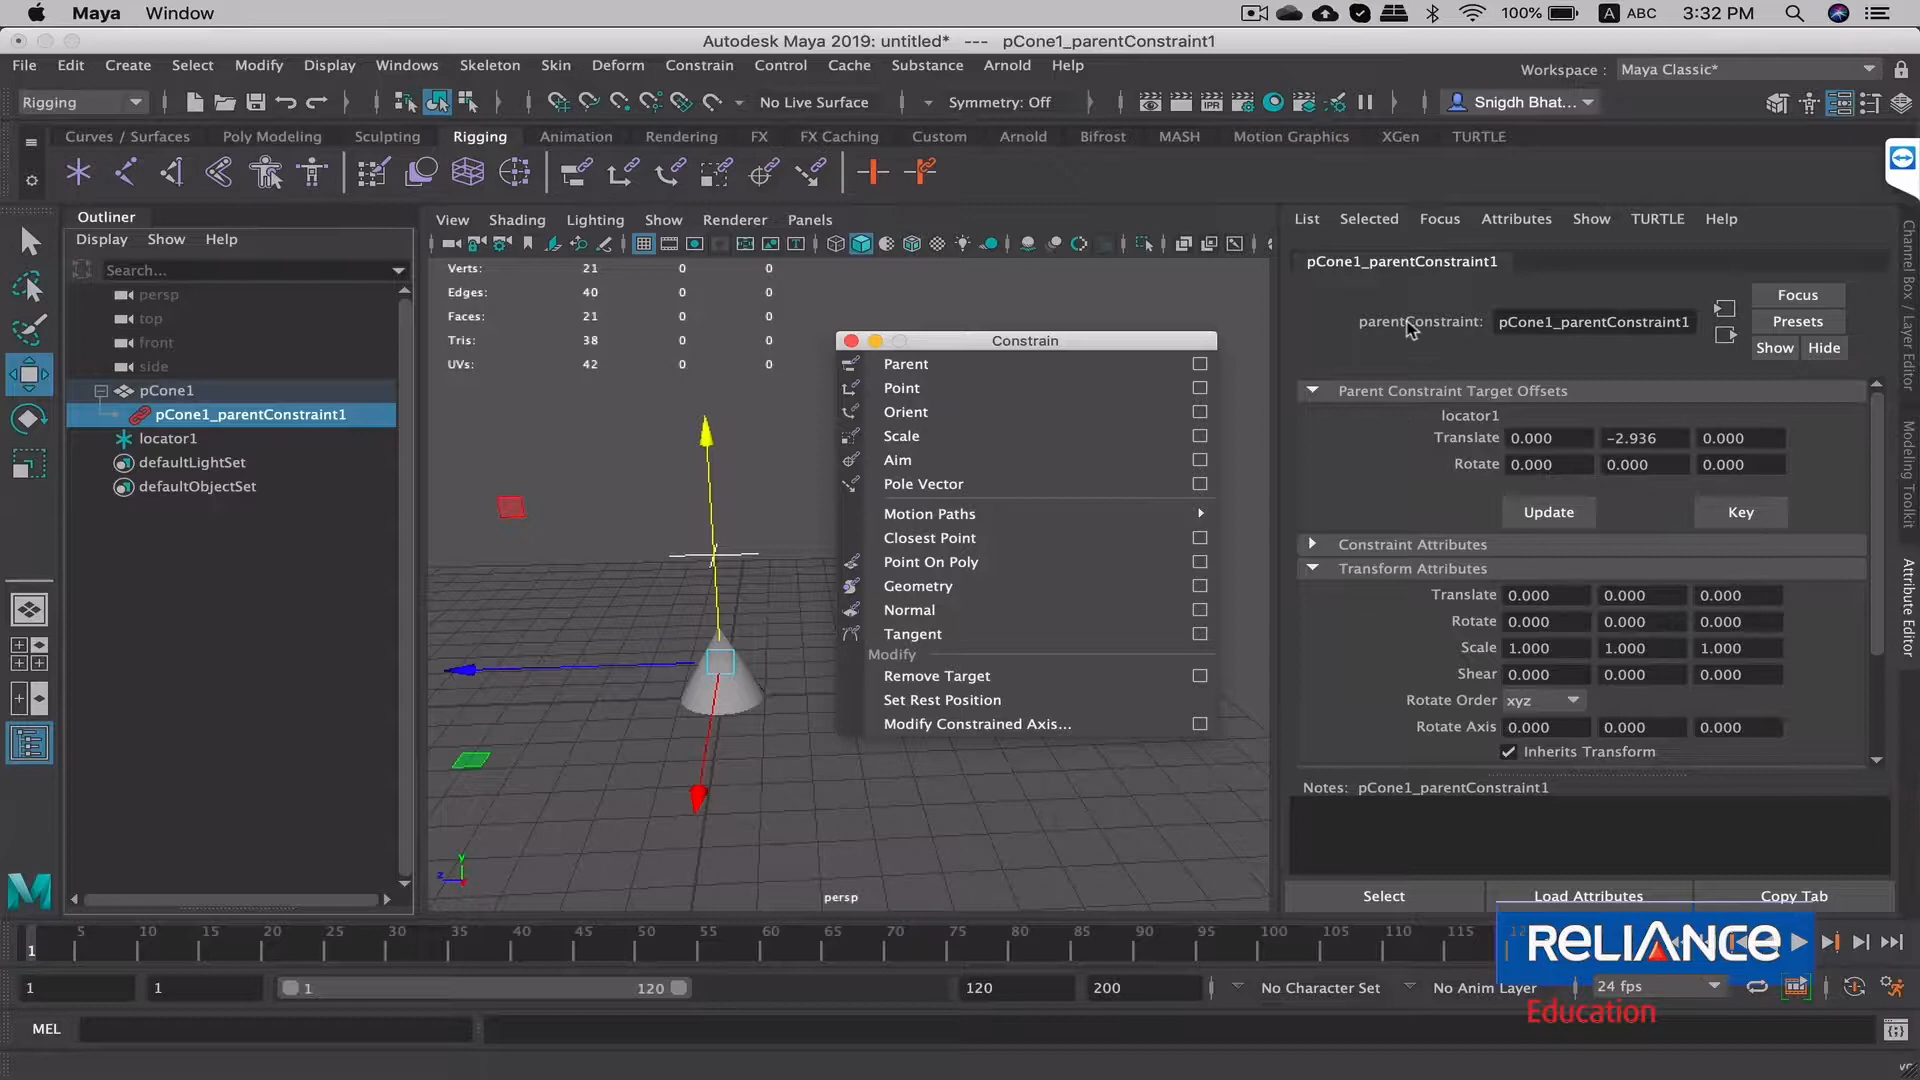 Maya Window
100% A ABC 3:32 PM
Autodesk Maya 2019: untitled* --- pCone1_parentConstraint1
File Edit Create Select Modify Display Windows Skeleton Skin Deform Constrain Control Cache Substance Arnold Help
Workspace : Maya Classic*
Rigging No Live Surface Symmetry: Off IPR Snigdh Bhat...
Curves / Surfaces Poly Modeling Sculpting Rigging Animation Rendering FX FX Caching Custom Arnold Bifrost MASH Motion Graphics XGen TURTLE
Outliner
Display Show Help
Search...
persp
top
front
side
pCone1
pCone1_parentConstraint1
locator1
defaultLightSet
defaultObjectSet
View Shading Lighting Show Renderer Panels
Verts: 21 0 0
Edges: 40 0 0
Faces: 21 0 0
Tris: 38 0 0
UVs: 42 0 0
Constrain
Parent
Point
Orient
Scale
Aim
Pole Vector
Motion Paths
Closest Point
Point On Poly
Geometry
Normal
Tangent
Modify
Remove Target
Set Rest Position
Modify Constrained Axis...
y
z
persp
List Selected Focus Attributes Show TURTLE Help
pCone1_parentConstraint1
parentConstraint: pCone1_parentConstraint1
Focus
Presets
Show Hide
Parent Constraint Target Offsets
locator1
Translate 0.000 -2.936 0.000
Rotate 0.000 0.000 0.000
Update Key
Constraint Attributes
Transform Attributes
Translate 0.000 0.000 0.000
Rotate 0.000 0.000 0.000
Scale 1.000 1.000 1.000
Shear 0.000 0.000 0.000
Rotate Order xyz
Rotate Axis 0.000 0.000 0.000
Inherits Transform
Notes: pCone1_parentConstraint1
Select Load Attributes Copy Tab
Channel Box / Layer Editor
Modeling Toolkit
Attribute Editor
1 5 10 15 20 25 30 35 40 45 50 55 60 65 70 75 80 85 90 95 100 105 110 115
RELIANCE
Education
1 1 1 120 120 200 No Character Set No Anim Layer 24 fps
MEL